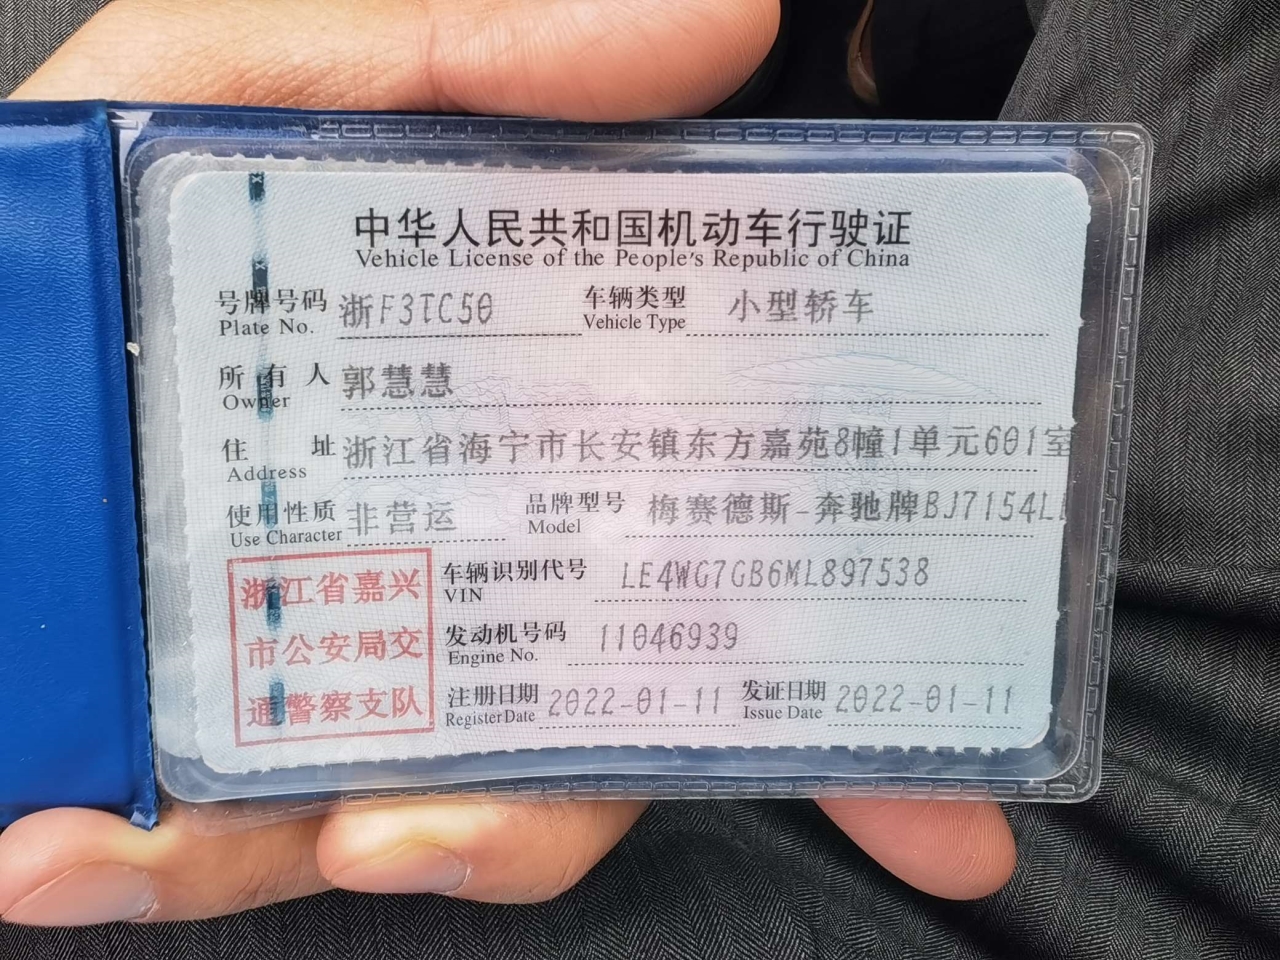 中华人民共和国机动车行驶证
Vehicle License of the People's Republic of China
号牌号码 浙F3TC50 车辆类型 小型轿车
Plate No. Vehicle Type
所有人 郭慧慧
Owner
住址 浙江省海宁市长安镇东方嘉苑8幢1单元601室
Address
使用性质 非营运 品牌型号 梅赛德斯-奔驰牌BJ7154L
Use Character Model
浙江省嘉兴
市公安局交
通警察支队
车辆识别代号 LE4WG7GB6ML897538
VIN
发动机号码 11046939
Engine No.
注册日期 2022-01-11 发证日期 2022-01-11
Register Date Issue Date